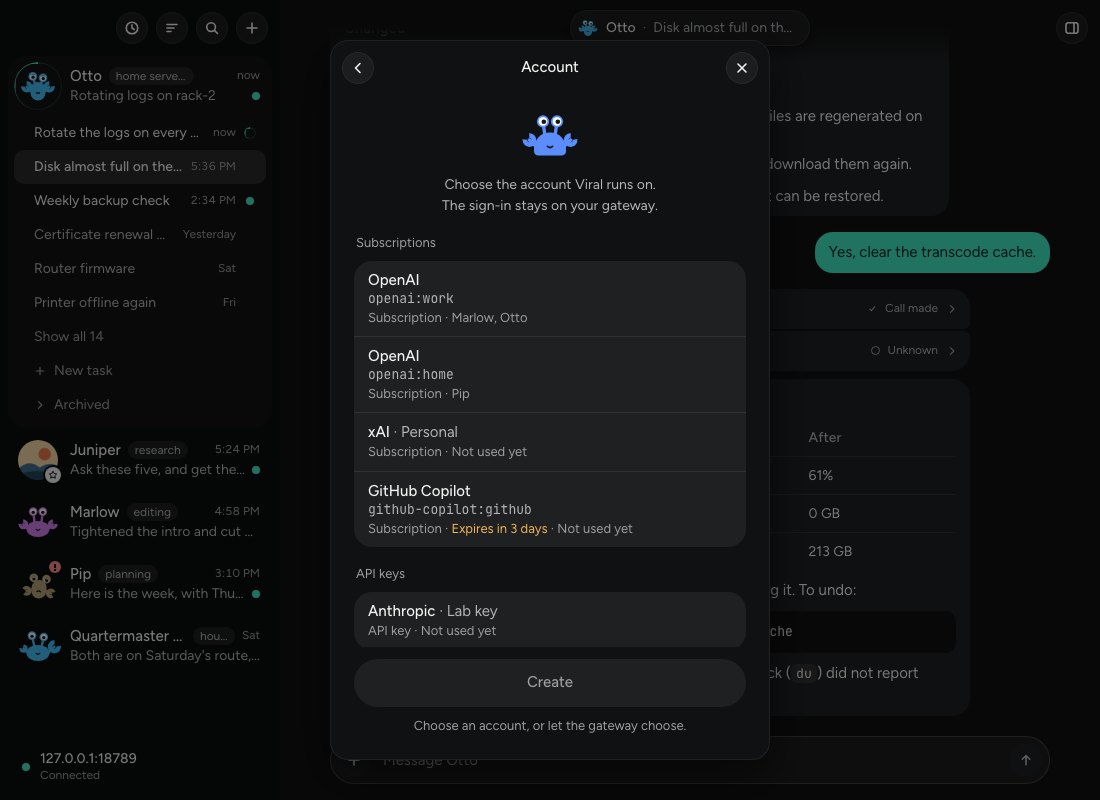 Otto · Disk almost full on th...
Otto home serve... now
Rotating logs on rack-2
Rotate the logs on every ... now
Disk almost full on the... 5:36 PM
Weekly backup check 2:34 PM
Certificate renewal ... Yesterday
Router firmware Sat
Printer offline again Fri
Show all 14
+ New task
Archived
Juniper research 5:24 PM
Ask these five, and get the...
Marlow editing 4:58 PM
Tightened the intro and cut ...
Pip planning 3:10 PM
Here is the week, with Thu...
Quartermaster ... hou... Sat
Both are on Saturday's route,...
127.0.0.1:18789
Connected
Account
Choose the account Viral runs on.
The sign-in stays on your gateway.
Subscriptions
OpenAI
openai:work
Subscription · Marlow, Otto
OpenAI
openai:home
Subscription · Pip
xAI · Personal
Subscription · Not used yet
GitHub Copilot
github-copilot:github
Subscription · Expires in 3 days · Not used yet
API keys
Anthropic · Lab key
API key · Not used yet
Create
Choose an account, or let the gateway choose.
are regenerated on
download them again.
can be restored.
Yes, clear the transcode cache.
Call made
Unknown
After
61%
0 GB
213 GB
it. To undo:
(du) did not report
Message Otto